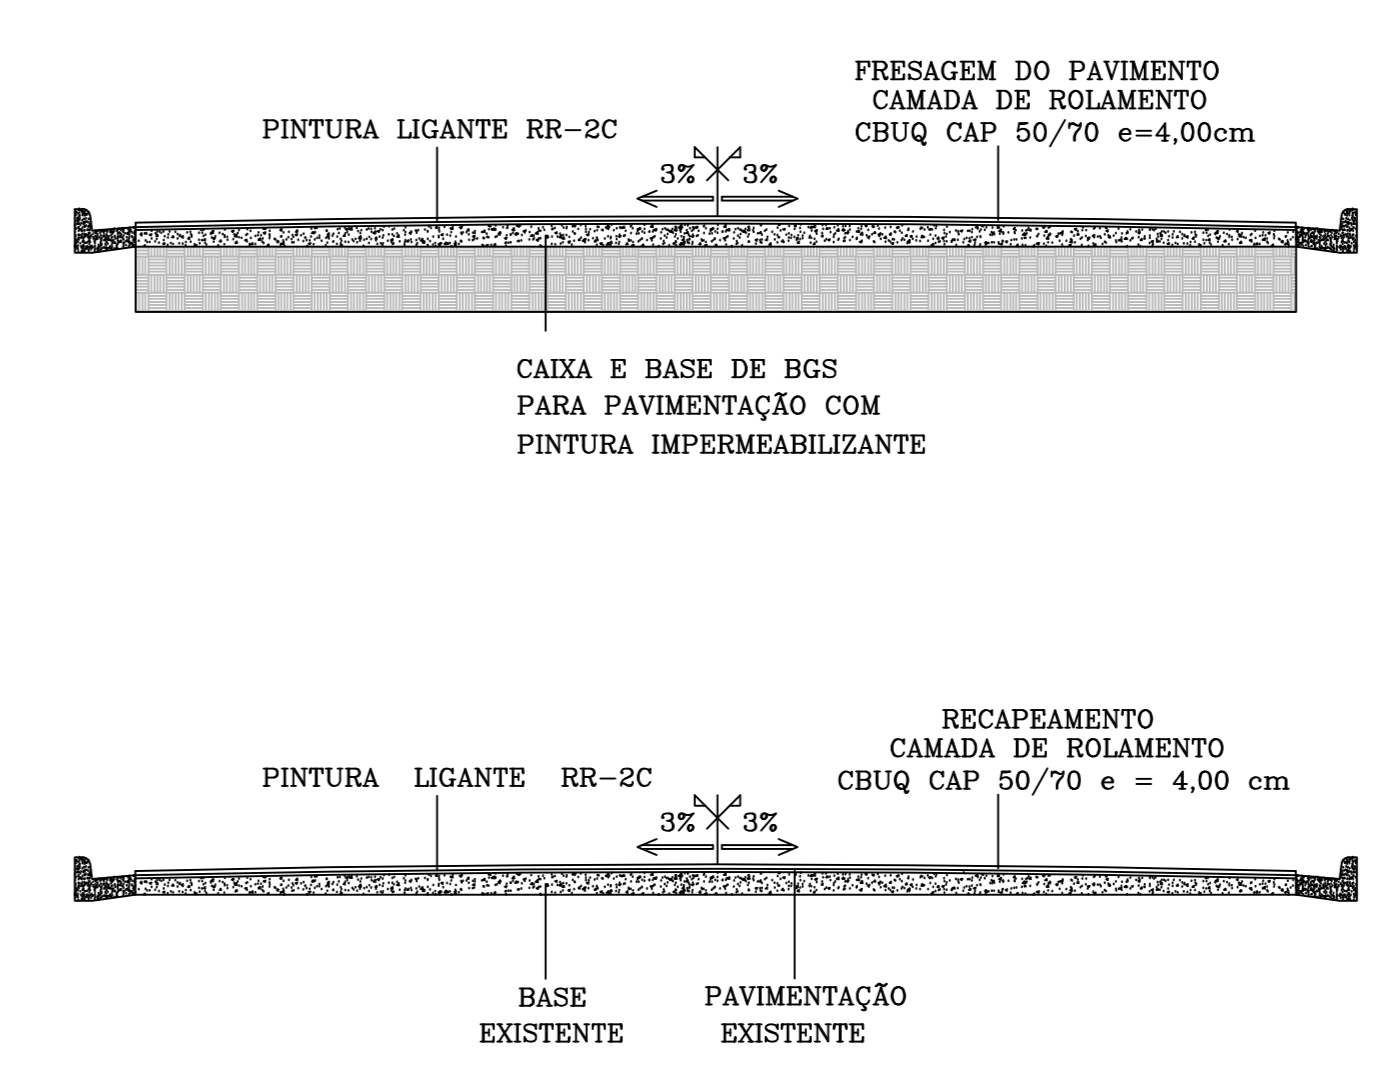 FRESAGEM DO PAVIMENTO
CAMADA DE ROLAMENTO
PINTURA LIGANTE RR-2C
CBUQ CAP 50/70 e=4,00cm
3% 3%
CAIXA E BASE DE BGS
PARA PAVIMENTAÇÃO COM
PINTURA IMPERMEABILIZANTE
RECAPEAMENTO
CAMADA DE ROLAMENTO
PINTURA LIGANTE RR-2C
CBUQ CAP 50/70 e = 4,00 cm
3% 3%
BASE
EXISTENTE
PAVIMENTAÇÃO
EXISTENTE